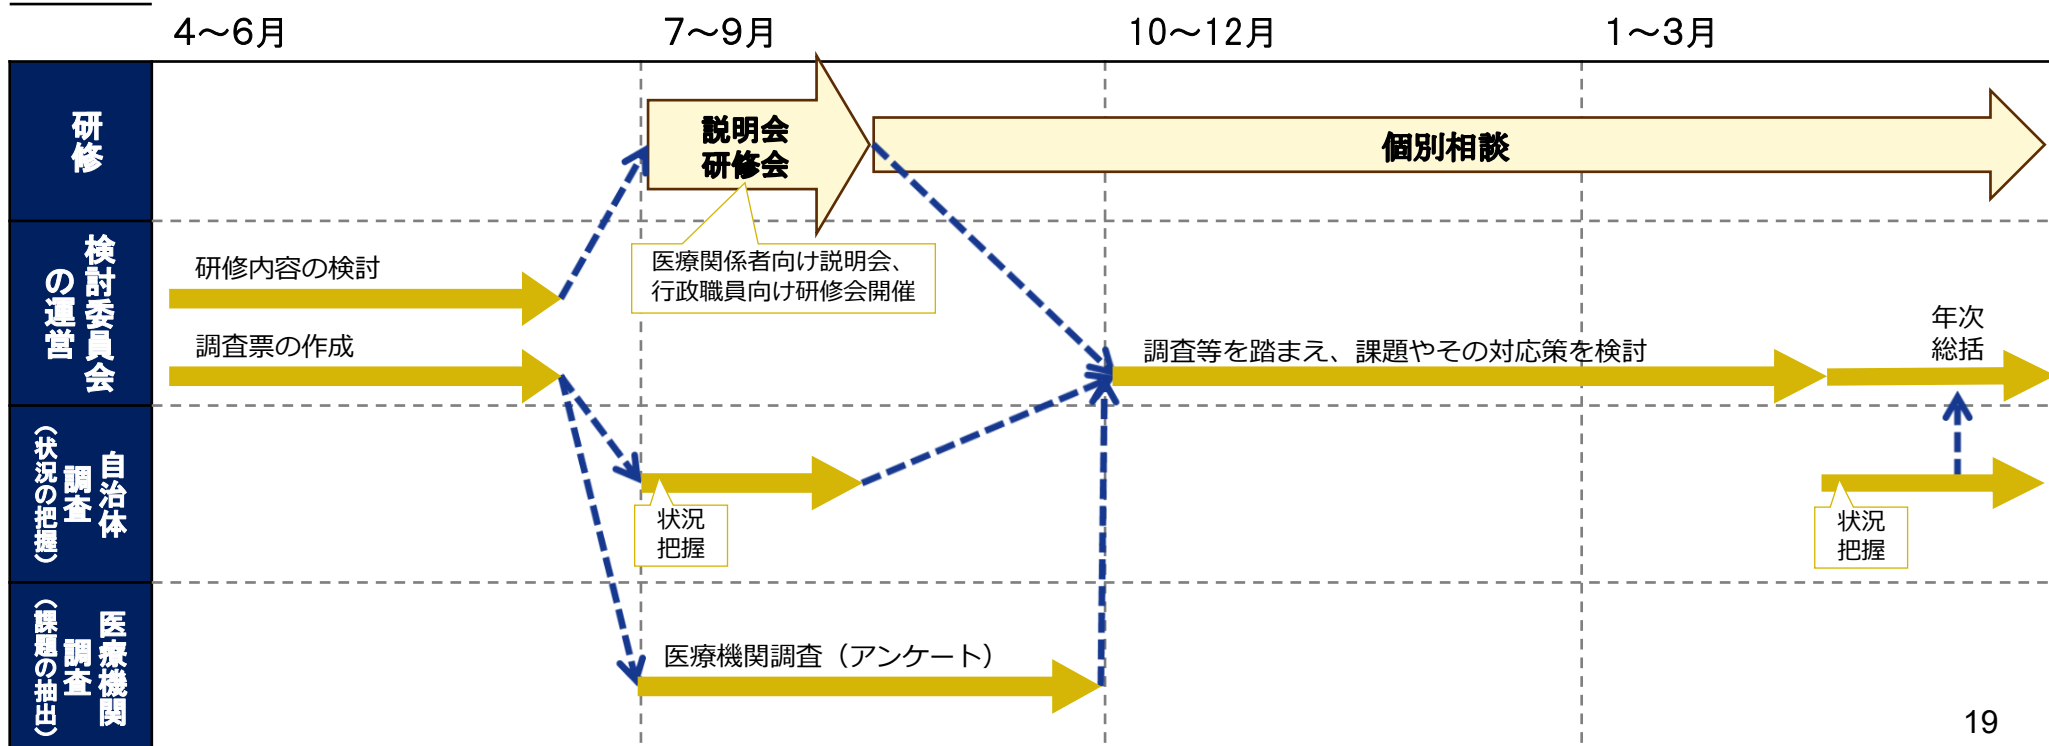 4～6月
7～9月
10～12月
1～3月
研修
説明会
研修会
個別相談
医療関係者向け説明会、
行政職員向け研修会開催
検討委員会
の運営
研修内容の検討
調査票の作成
調査等を踏まえ、課題やその対応策を検討
年次
総括
自治体
調査
（状況の把握）
状況
把握
状況
把握
医療機関
調査
（課題の抽出）
医療機関調査（アンケート）
19